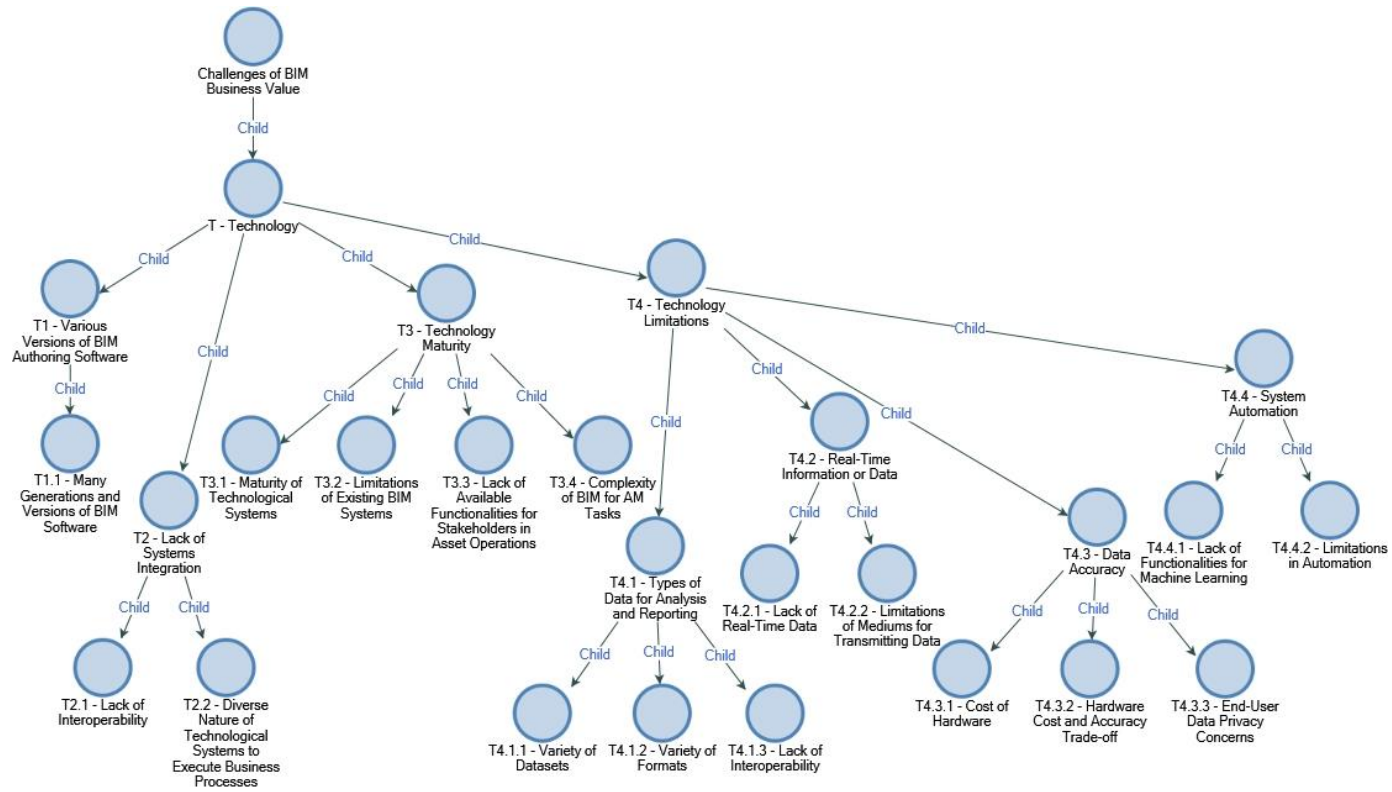 Challenges of BIM
Business Value
Child
T - Technology
Child
Child
Child
Child
T1 - Various
Versions of BIM
Authoring Software
Child
T1.1 - Many
Generations and
Versions of BIM
Software
T2 - Lack of
Systems
Integration
Child
Child
T2.1 - Lack of
Interoperability
T2.2 - Diverse
Nature of
Technological
Systems to
Execute Business
Processes
T3 - Technology
Maturity
Child
Child
Child
Child
T3.1 - Maturity of
Technological
Systems
T3.2 - Limitations
of Existing BIM
Systems
T3.3 - Lack of
Available
Functionalities for
Stakeholders in
Asset Operations
T3.4 - Complexity
of BIM for AM
Tasks
T4 - Technology
Limitations
Child
Child
Child
Child
T4.1 - Types of
Data for Analysis
and Reporting
Child
Child
Child
T4.1.1 - Variety of
Datasets
T4.1.2 - Variety of
Formats
T4.1.3 - Lack of
Interoperability
T4.2 - Real-Time
Information or Data
Child
Child
T4.2.1 - Lack of
Real-Time Data
T4.2.2 - Limitations
of Mediums for
Transmitting Data
T4.3 - Data
Accuracy
Child
Child
Child
T4.3.1 - Cost of
Hardware
T4.3.2 - Hardware
Cost and Accuracy
Trade-off
T4.3.3 - End-User
Data Privacy
Concerns
T4.4 - System
Automation
Child
Child
T4.4.1 - Lack of
Functionalities for
Machine Learning
T4.4.2 - Limitations
in Automation